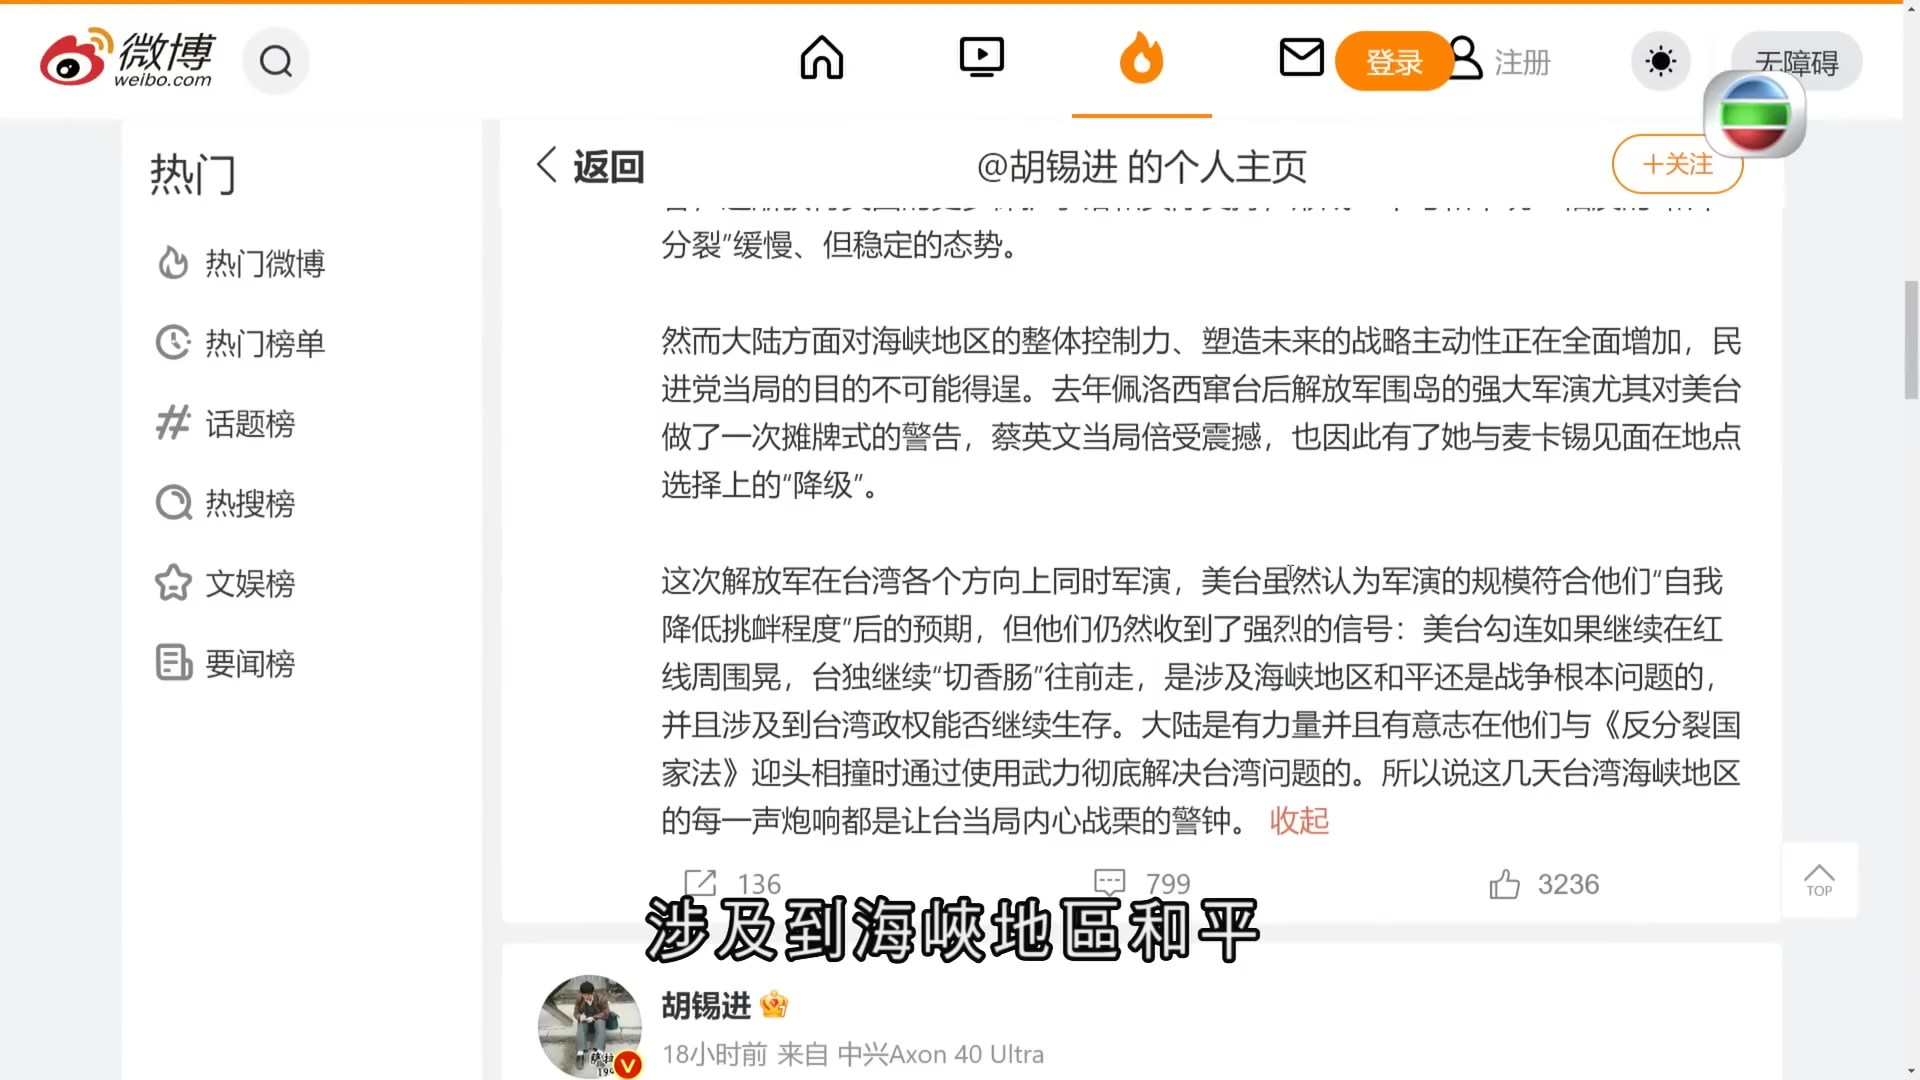 微博
weibo.com
登录
注册
无障碍
热门
返回
@胡锡进 的个人主页
+关注
热门微博
热门榜单
话题榜
热搜榜
文娱榜
要闻榜
分裂”缓慢、但稳定的态势。
然而大陆方面对海峡地区的整体控制力、塑造未来的战略主动性正在全面增加，民
进党当局的目的不可能得逞。去年佩洛西窜台后解放军围岛的强大军演尤其对美台
做了一次摊牌式的警告，蔡英文当局倍受震撼，也因此有了她与麦卡锡见面在地点
选择上的“降级”。
这次解放军在台湾各个方向上同时军演，美台虽然认为军演的规模符合他们“自我
降低挑衅程度”后的预期，但他们仍然收到了强烈的信号：美台勾连如果继续在红
线周围晃，台独继续“切香肠”往前走，是涉及海峡地区和平还是战争根本问题的，
并且涉及到台湾政权能否继续生存。大陆是有力量并且有意志在他们与《反分裂国
家法》迎头相撞时通过使用武力彻底解决台湾问题的。所以说这几天台湾海峡地区
的每一声炮响都是让台当局内心战栗的警钟。 收起
136
799
3236
TOP
涉及到海峽地區和平
胡锡进
18小时前 来自 中兴Axon 40 Ultra